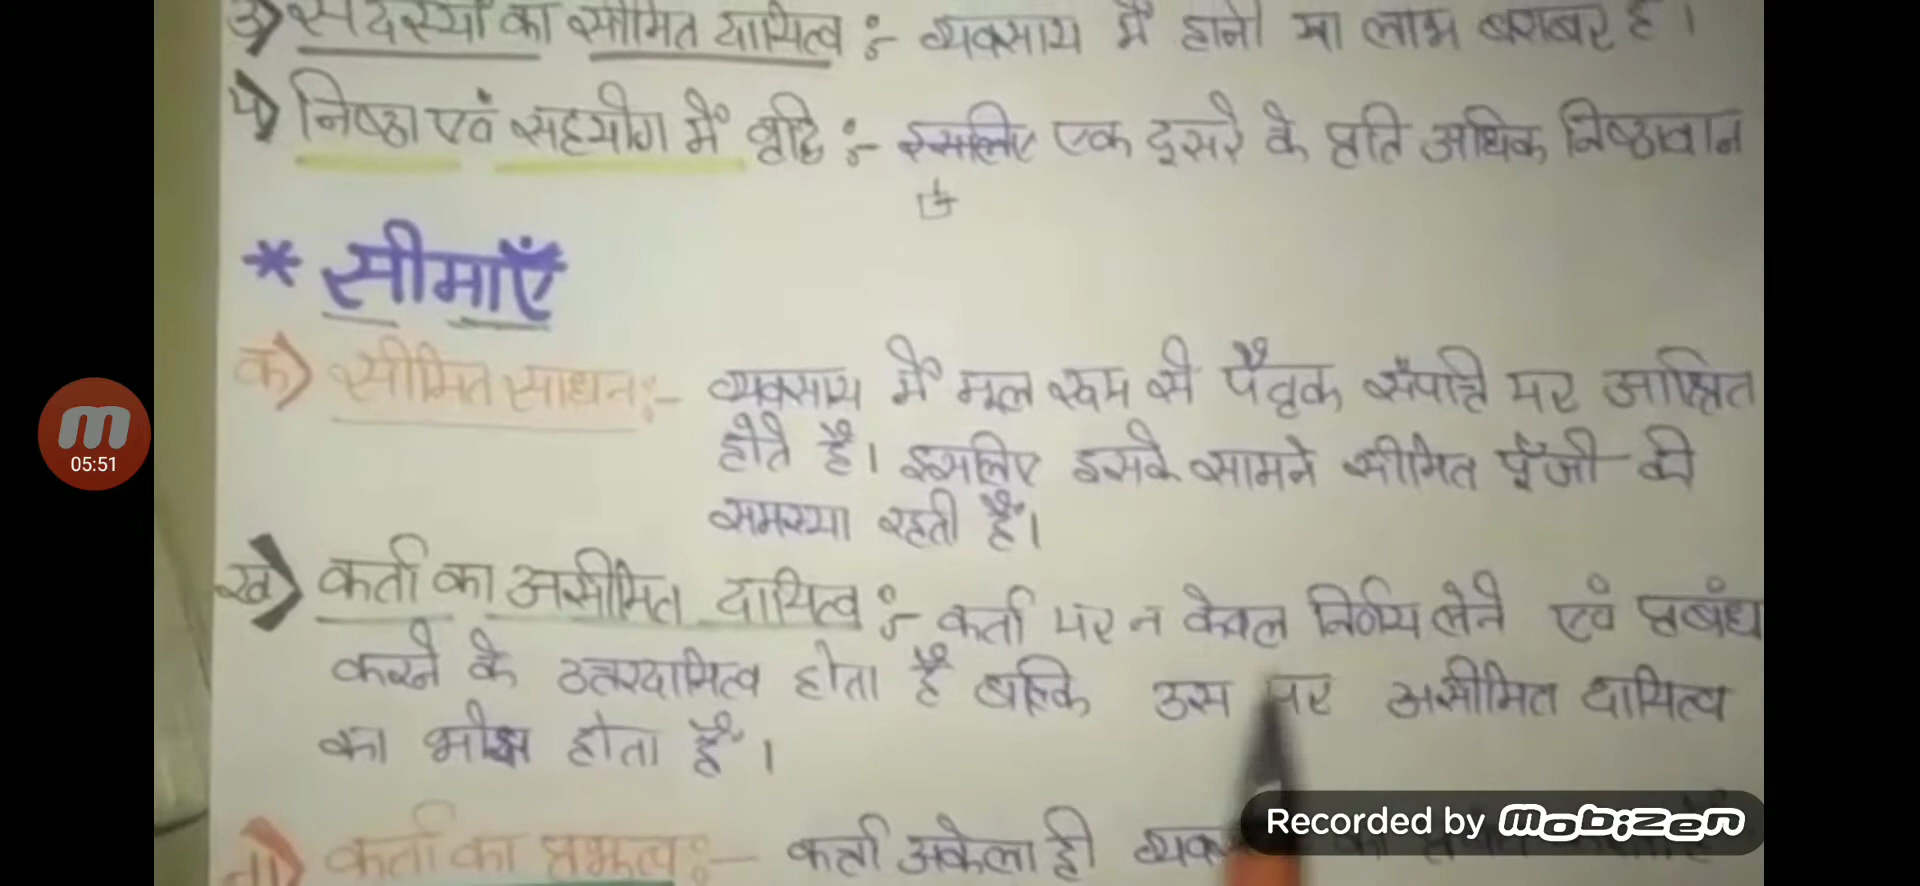 सदस्यों का सीमित दायित्व :- व्यवसाय में हानी या लाभ बराबर है।
निष्ठा एवं सहयोग में वृद्धि :- इसलिए एक दूसरे के प्रति अधिक निष्ठावान
* सीमाएँ
क) सीमित साधन :- व्यवसाय में मूल रूप से पैतृक संपत्ति पर आश्रित
होते है। इसलिए इसके सामने सीमित पूँजी की
समस्या रहती हैं।
05:51
ख) कर्ता का असीमित दायित्व :- कर्ता पर न केवल निर्णय लेने एवं प्रबंध
करने के उत्तरदायित्व होता है बल्कि उस पर असीमित दायित्व
का भोझ होता हैं।
Recorded by mobizen
कर्ता का प्रभुत्व :- कर्ता अकेला ही